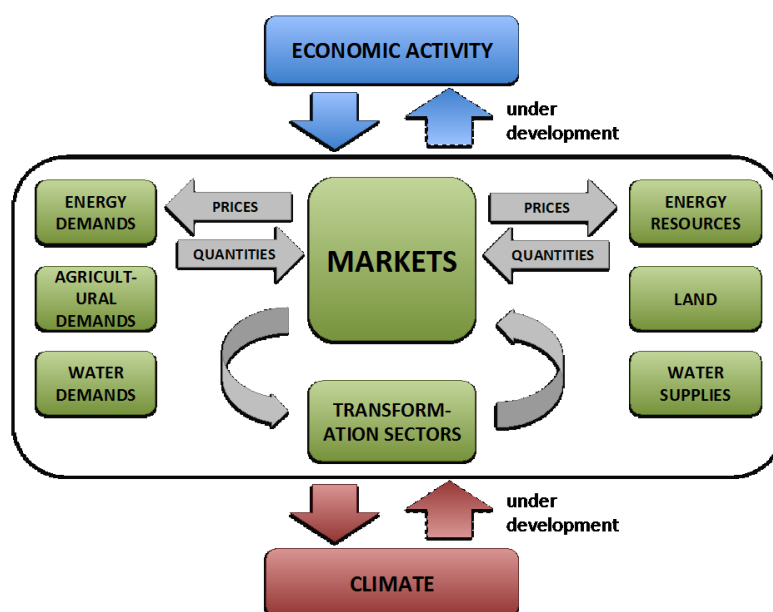 ECONOMIC ACTIVITY
under
development
ENERGY
DEMANDS
PRICES
QUANTITIES
MARKETS
PRICES
QUANTITIES
ENERGY
RESOURCES
AGRICULT-
URAL
DEMANDS
LAND
WATER
DEMANDS
TRANSFORM-
ATION SECTORS
WATER
SUPPLIES
under
development
CLIMATE